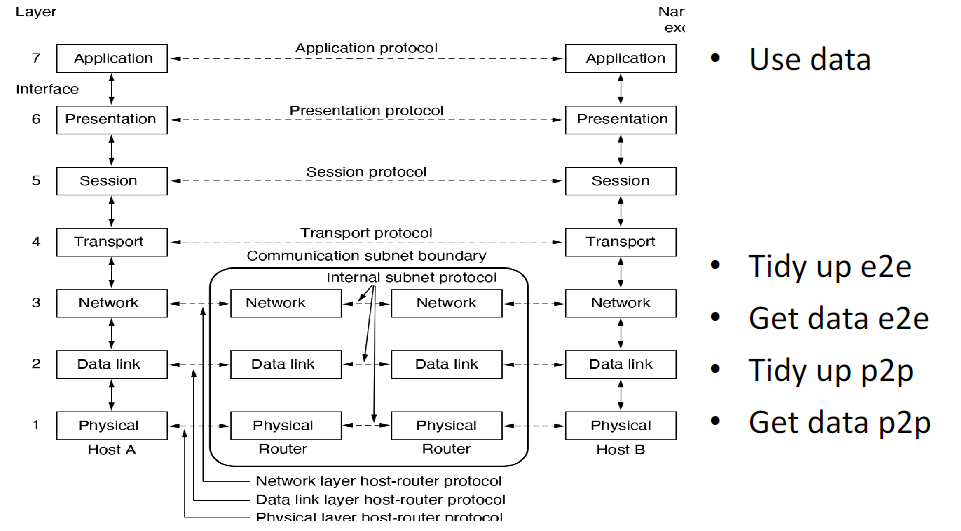 Layer
7 Application Application protocol Application
Interface
6 Presentation Presentation protocol Presentation
5 Session Session protocol Session
4 Transport Transport protocol Transport
Communication subnet boundary
Internal subnet protocol
3 Network Network Network Network
2 Data link Data link Data link Data link
1 Physical Physical Physical Physical
Host A Router Router Host B
Network layer host-router protocol
Data link layer host-router protocol
Physical layer host-router protocol
• Use data
• Tidy up e2e
• Get data e2e
• Tidy up p2p
• Get data p2p